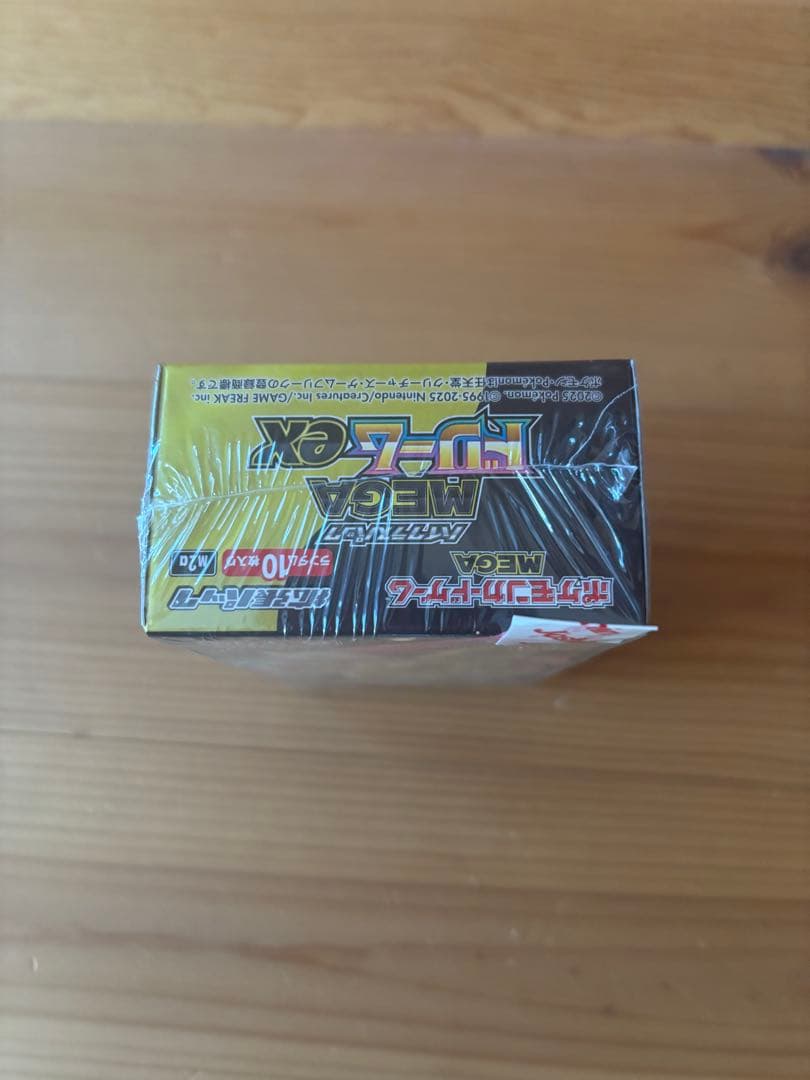 ポケモンカードゲーム
MEGA
拡張パック
ランダム10枚入り
M2a
ハイクラスパック
MEGA
ドリームex
©2025 Pokémon. ©1995-2025 Nintendo/Creatures Inc./GAME FREAK inc.
ポケモン・Pokémonは任天堂・クリーチャーズ・ゲームフリークの登録商標です。